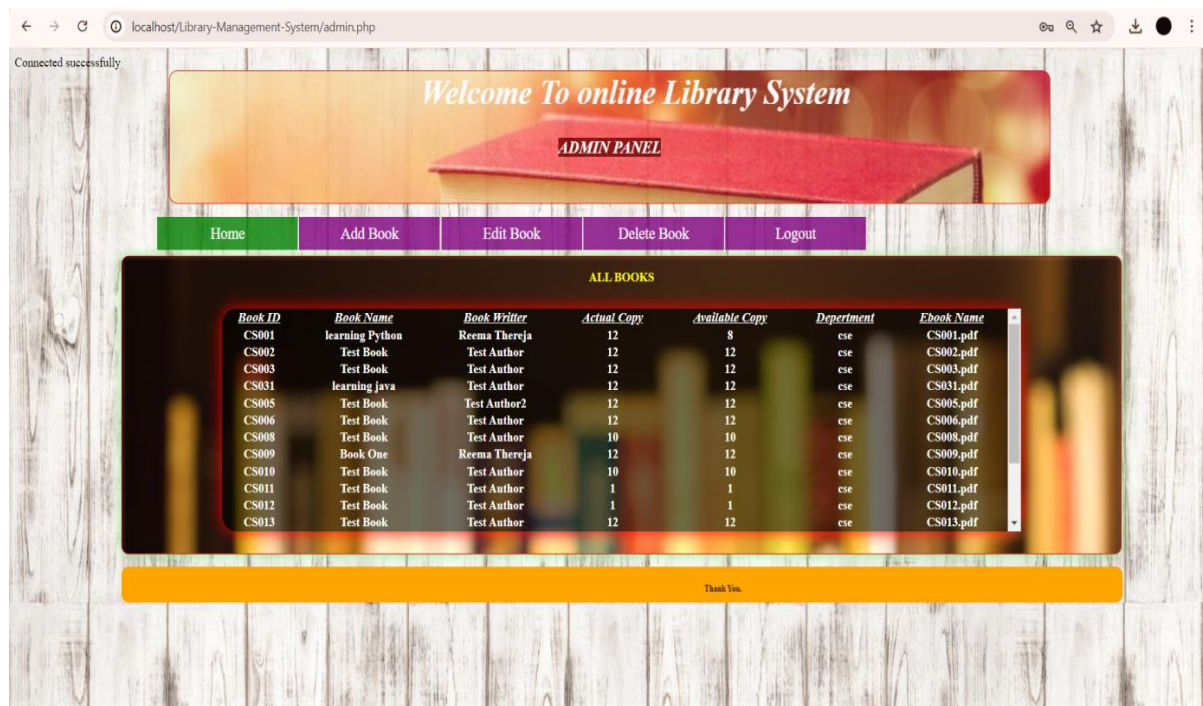 localhost/Library-Management-System/admin.php
Connected successfully
Welcome To online Library System
ADMIN PANEL
Home Add Book Edit Book Delete Book Logout
ALL BOOKS
Book ID Book Name Book Writter Actual Copy Available Copy Depertment Ebook Name
CS001 learning Python Reema Thereja 12 8 cse CS001.pdf
CS002 Test Book Test Author 12 12 cse CS002.pdf
CS003 Test Book Test Author 12 12 cse CS003.pdf
CS031 learning java Test Author 12 12 cse CS031.pdf
CS005 Test Book Test Author2 12 12 cse CS005.pdf
CS006 Test Book Test Author 12 12 cse CS006.pdf
CS008 Test Book Test Author 10 10 cse CS008.pdf
CS009 Book One Reema Thereja 12 12 cse CS009.pdf
CS010 Test Book Test Author 10 10 cse CS010.pdf
CS011 Test Book Test Author 1 1 cse CS011.pdf
CS012 Test Book Test Author 1 1 cse CS012.pdf
CS013 Test Book Test Author 12 12 cse CS013.pdf
Thank You.